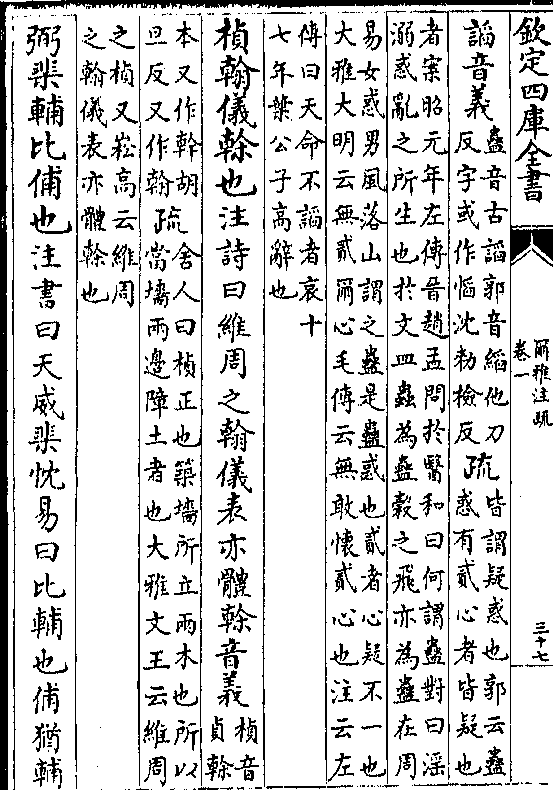 欽定四庫全書
爾雅注疏
卷一
三十七
謟音義
蠱音古謟郭音縚他刀
反字或作慆沈勑檢反
疏
皆謂疑惑也郭云蠱
惑有貳心者皆疑也
者案昭元年左傳晉趙孟問於醫和曰何謂蠱對曰淫
溺惑亂之所生也於文皿蟲為蠱穀之飛亦為蠱在周
易女惑男風落山謂之蠱是蠱惑也貳者心疑不一也
大雅大明云無貳爾心毛傳云無敢懷貳心也注云左
傳曰天命不謟者哀十
七年葉公子高辭也
楨翰儀榦也注詩曰維周之翰儀表亦體榦音義
楨音
貞榦
本又作幹胡
旦反又作翰
疏
舍人曰楨正也築墻所立兩木也所以
當墻兩邊障土者也大雅文王云維周
之楨又崧高云維周
之翰儀表亦體榦也
弼棐輔比俌也注書曰天威棐忱易曰比輔也俌猶輔